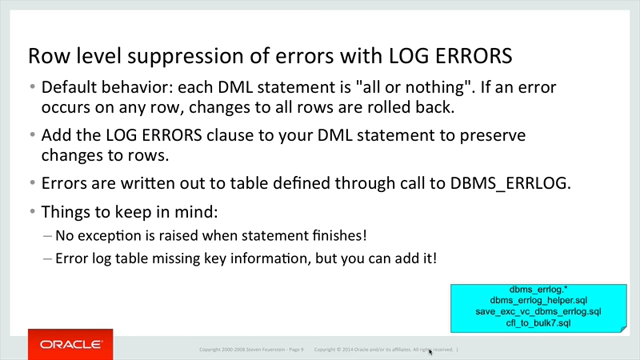 Row level suppression of errors with LOG ERRORS
• Default behavior: each DML statement is "all or nothing". If an error
occurs on any row, changes to all rows are rolled back.
• Add the LOG ERRORS clause to your DML statement to preserve
changes to rows.
• Errors are written out to table defined through call to DBMS_ERRLOG.
• Things to keep in mind:
– No exception is raised when statement finishes!
– Error log table missing key information, but you can add it!
dbms_errlog.*
dbms_errlog_helper.sql
save_exc_vc_dbms_errlog.sql
cfl_to_bulk7.sql
ORACLE
Copyright 2000-2008 Steven Feuerstein - Page 9 Copyright © 2014 Oracle and/or its affiliates. All rights reserved. |